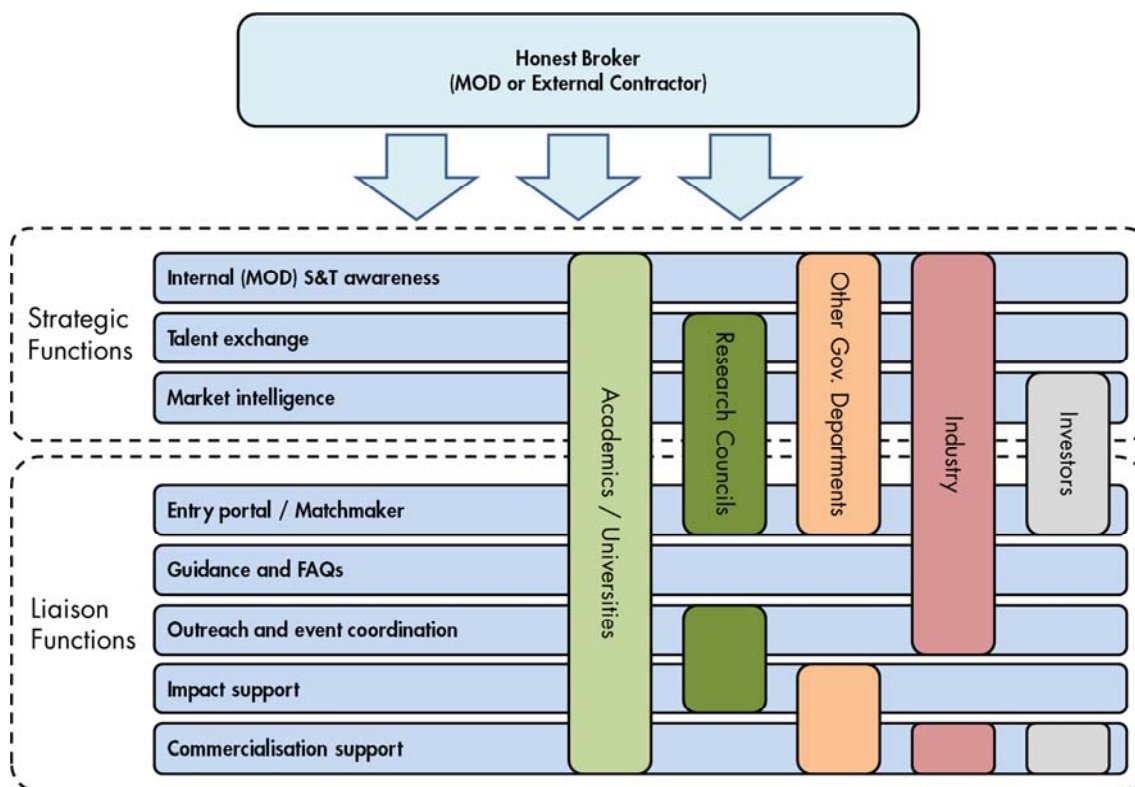 Honest Broker
(MOD or External Contractor)
Strategic
Functions
Internal (MOD) S&T awareness
Talent exchange
Market intelligence
Liaison
Functions
Entry portal / Matchmaker
Guidance and FAQs
Outreach and event coordination
Impact support
Commercialisation support
Academics / Universities
Research Councils
Other Gov. Departments
Industry
Investors